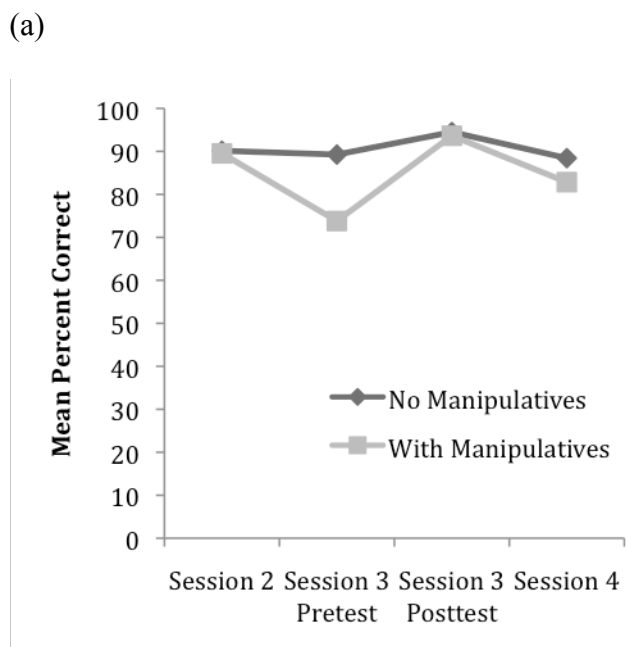 (a)
100
90
80
70
60
50
40
30
20
10
0
Mean Percent Correct
No Manipulatives
With Manipulatives
Session 2
Session 3
Pretest
Session 3
Posttest
Session 4